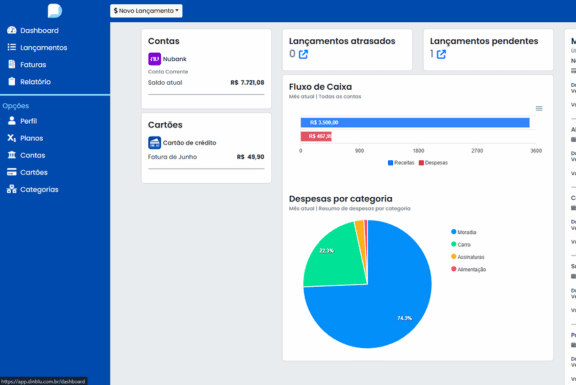 $ Novo Lançamento
Dashboard
Lançamentos
Faturas
Relatório
Opções
Perfil
Planos
Contas
Cartões
Categorias
Contas
Nubank
Conta Corrente
Saldo atual R$ 7.721,08
Cartões
Cartão de crédito
Fatura de Junho R$ 49,90
Lançamentos atrasados
0
Lançamentos pendentes
1
Fluxo de Caixa
Mês atual | Todas as contas
R$ 3.500,00
0 900 1800 2700 3600
Receitas Despesas
Despesas por categoria
Mês atual | Resumo de despesas por categoria
22.3%
74.3%
Moradia
Carro
Assinaturas
Alimentação
https://app.dinblu.com.br/dashboard